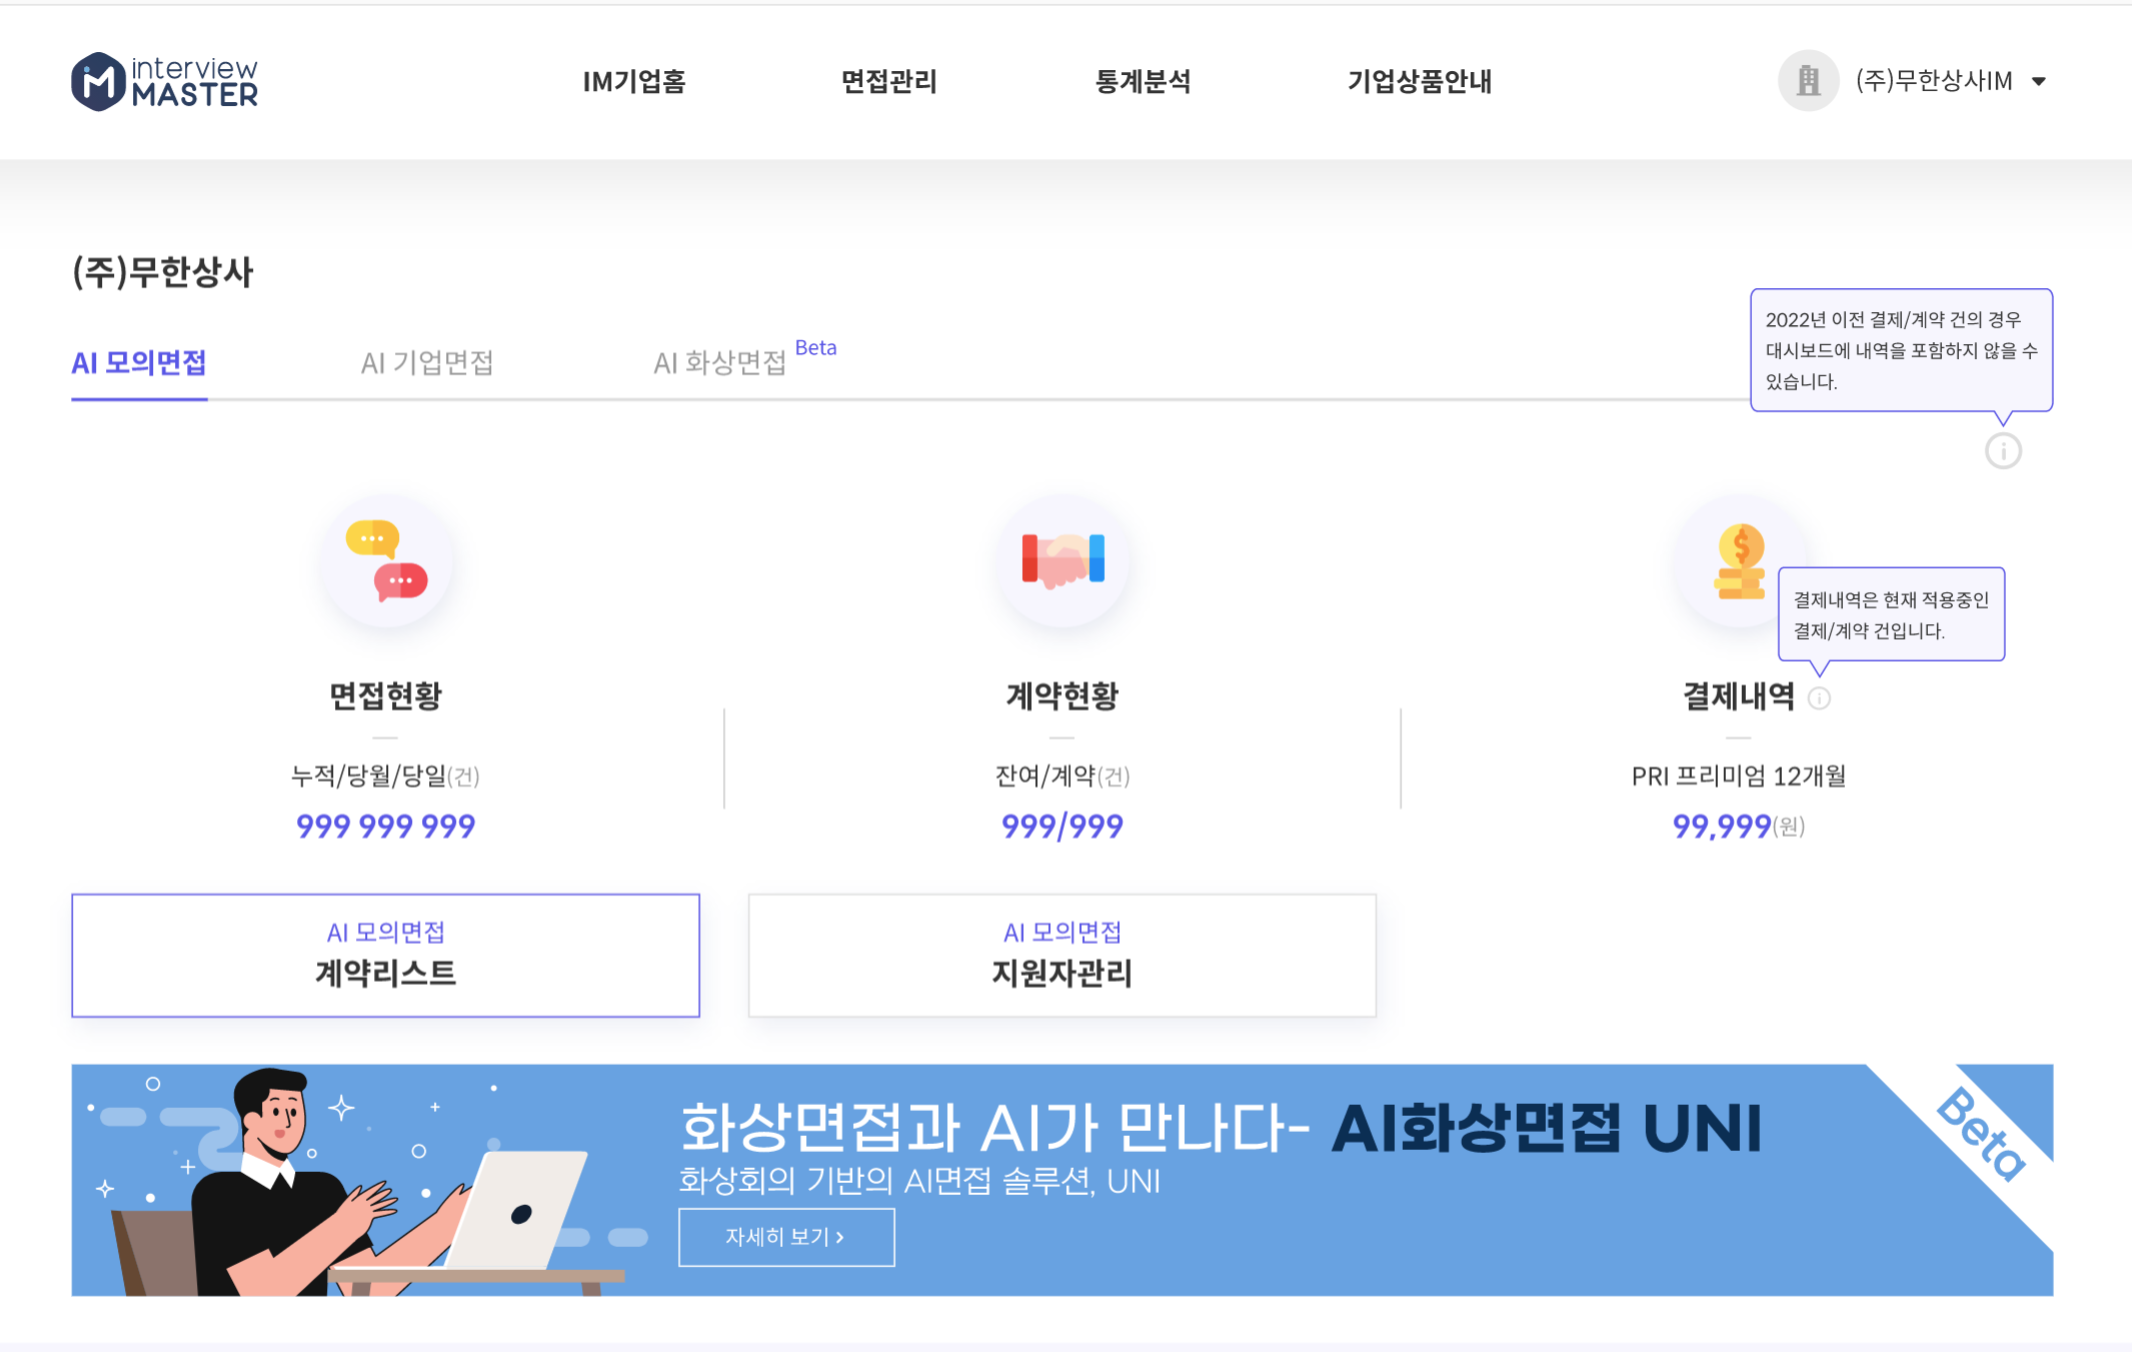 interview
MASTER
IM기업홈
면접관리
통계분석
기업상품안내
(주)무한상사IM
(주)무한상사
AI 모의면접
AI 기업면접
AI 화상면접 Beta
2022년 이전 결제/계약 건의 경우
대시보드에 내역을 포함하지 않을 수
있습니다.
면접현황
누적/당월/당일(건)
999 999 999
계약현황
잔여/계약(건)
999/999
결제내역은 현재 적용중인
결제/계약 건입니다.
결제내역
PRI 프리미엄 12개월
99,999(원)
AI 모의면접
계약리스트
AI 모의면접
지원자관리
화상면접과 AI가 만나다- AI화상면접 UNI
화상회의 기반의 AI면접 솔루션, UNI
자세히 보기 ›
Beta